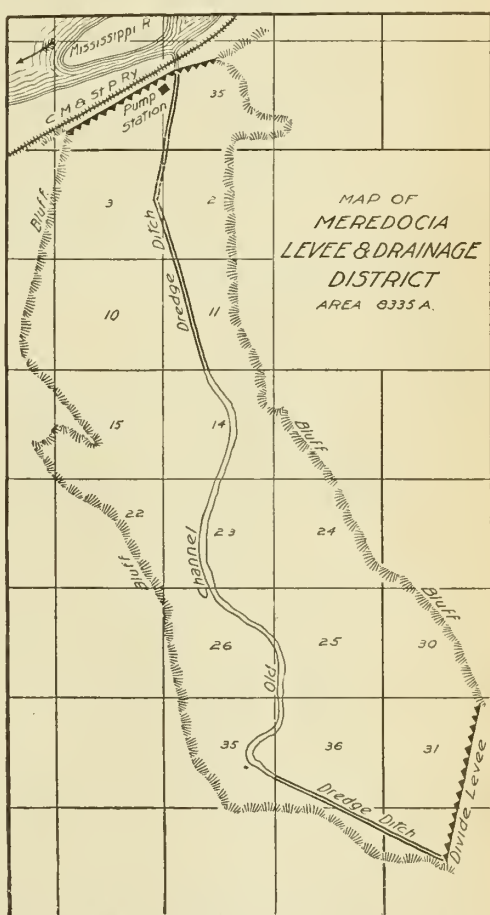 Mississippi R
C M & St P Ry
Pump
Station
35
Bluff
3
2
Ditch
MAP OF
MEREDOCIA
LEVEE & DRAINAGE
DISTRICT
AREA 8335 A.
Dredge
10
11
15
14
Bluff
22
23
24
Channel
Bluff
Bluff
26
25
30
Old
35
36
31
Dredge Ditch
Divide Levee